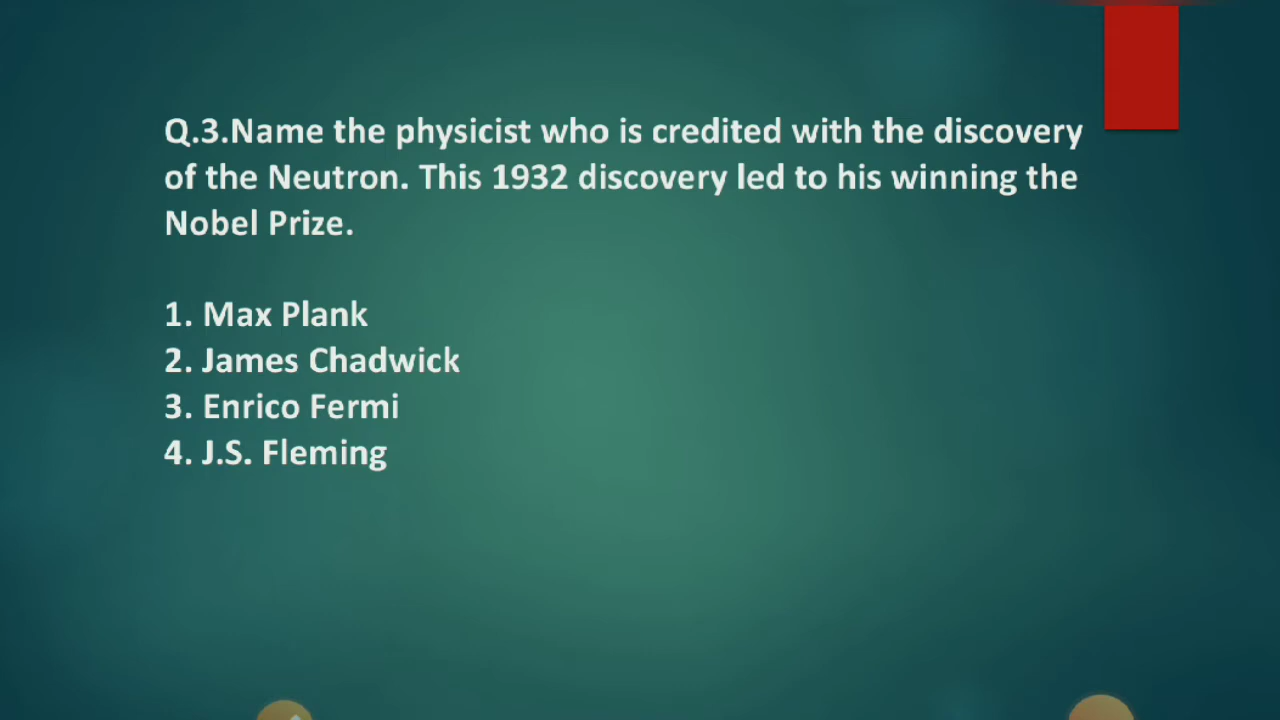 Q.3.Name the physicist who is credited with the discovery
of the Neutron. This 1932 discovery led to his winning the
Nobel Prize.
1. Max Plank
2. James Chadwick
3. Enrico Fermi
4. J.S. Fleming